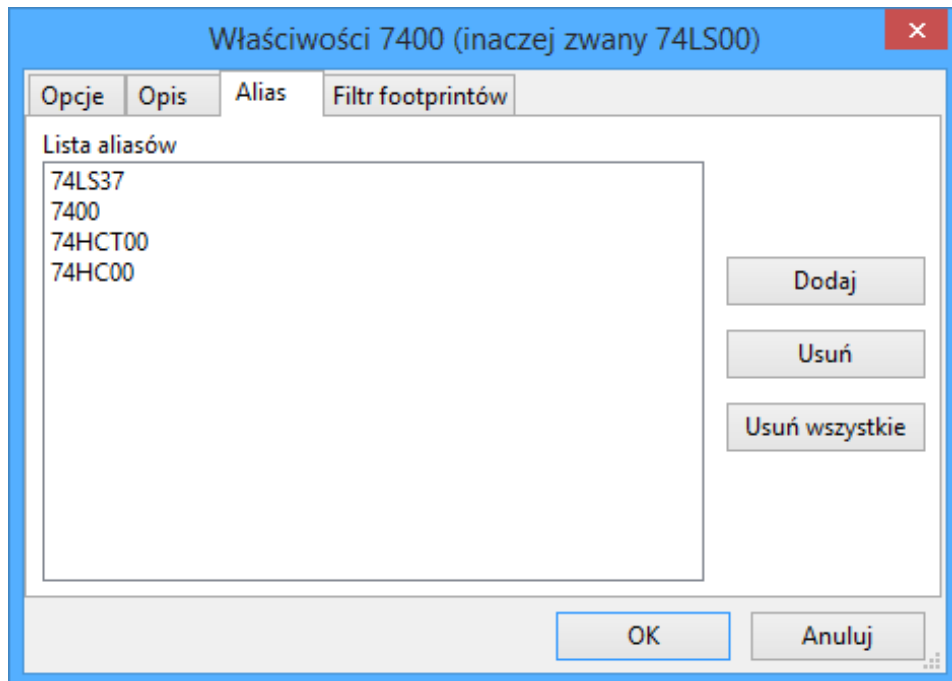 Właściwości 7400 (inaczej zwany 74LS00)
Opcje Opis Alias Filtr footprintów
Lista aliasów
74LS37
7400
74HCT00
74HC00
Dodaj
Usuń
Usuń wszystkie
OK Anuluj